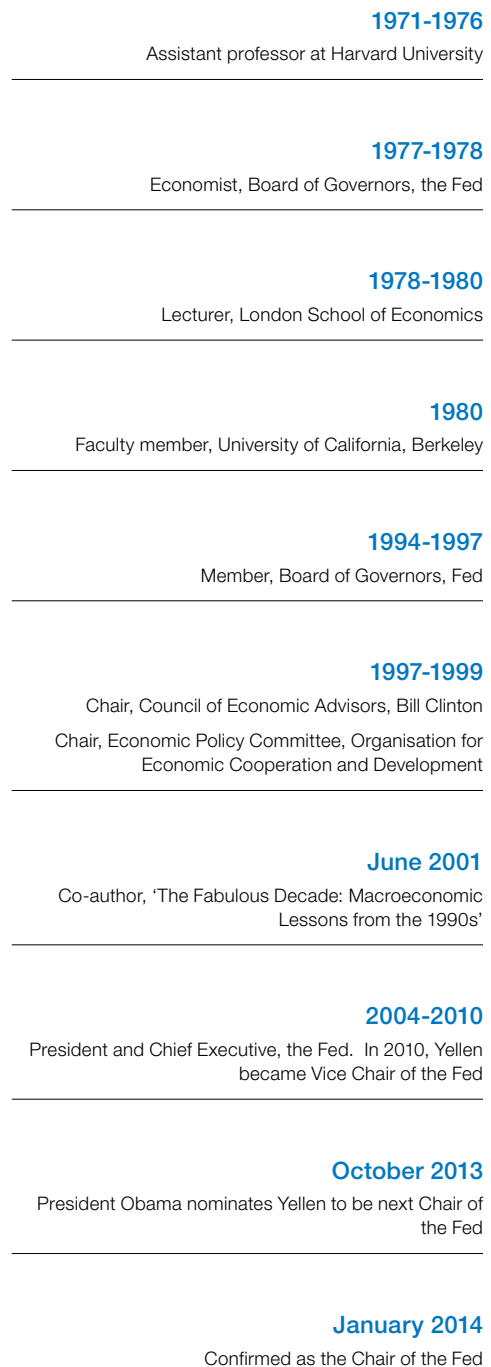 1971-1976
Assistant professor at Harvard University
1977-1978
Economist, Board of Governors, the Fed
1978-1980
Lecturer, London School of Economics
1980
Faculty member, University of California, Berkeley
1994-1997
Member, Board of Governors, Fed
1997-1999
Chair, Council of Economic Advisors, Bill Clinton
Chair, Economic Policy Committee, Organisation for
Economic Cooperation and Development
June 2001
Co-author, ‘The Fabulous Decade: Macroeconomic
Lessons from the 1990s’
2004-2010
President and Chief Executive, the Fed.  In 2010, Yellen
became Vice Chair of the Fed
October 2013
President Obama nominates Yellen to be next Chair of
the Fed
January 2014
Confirmed as the Chair of the Fed